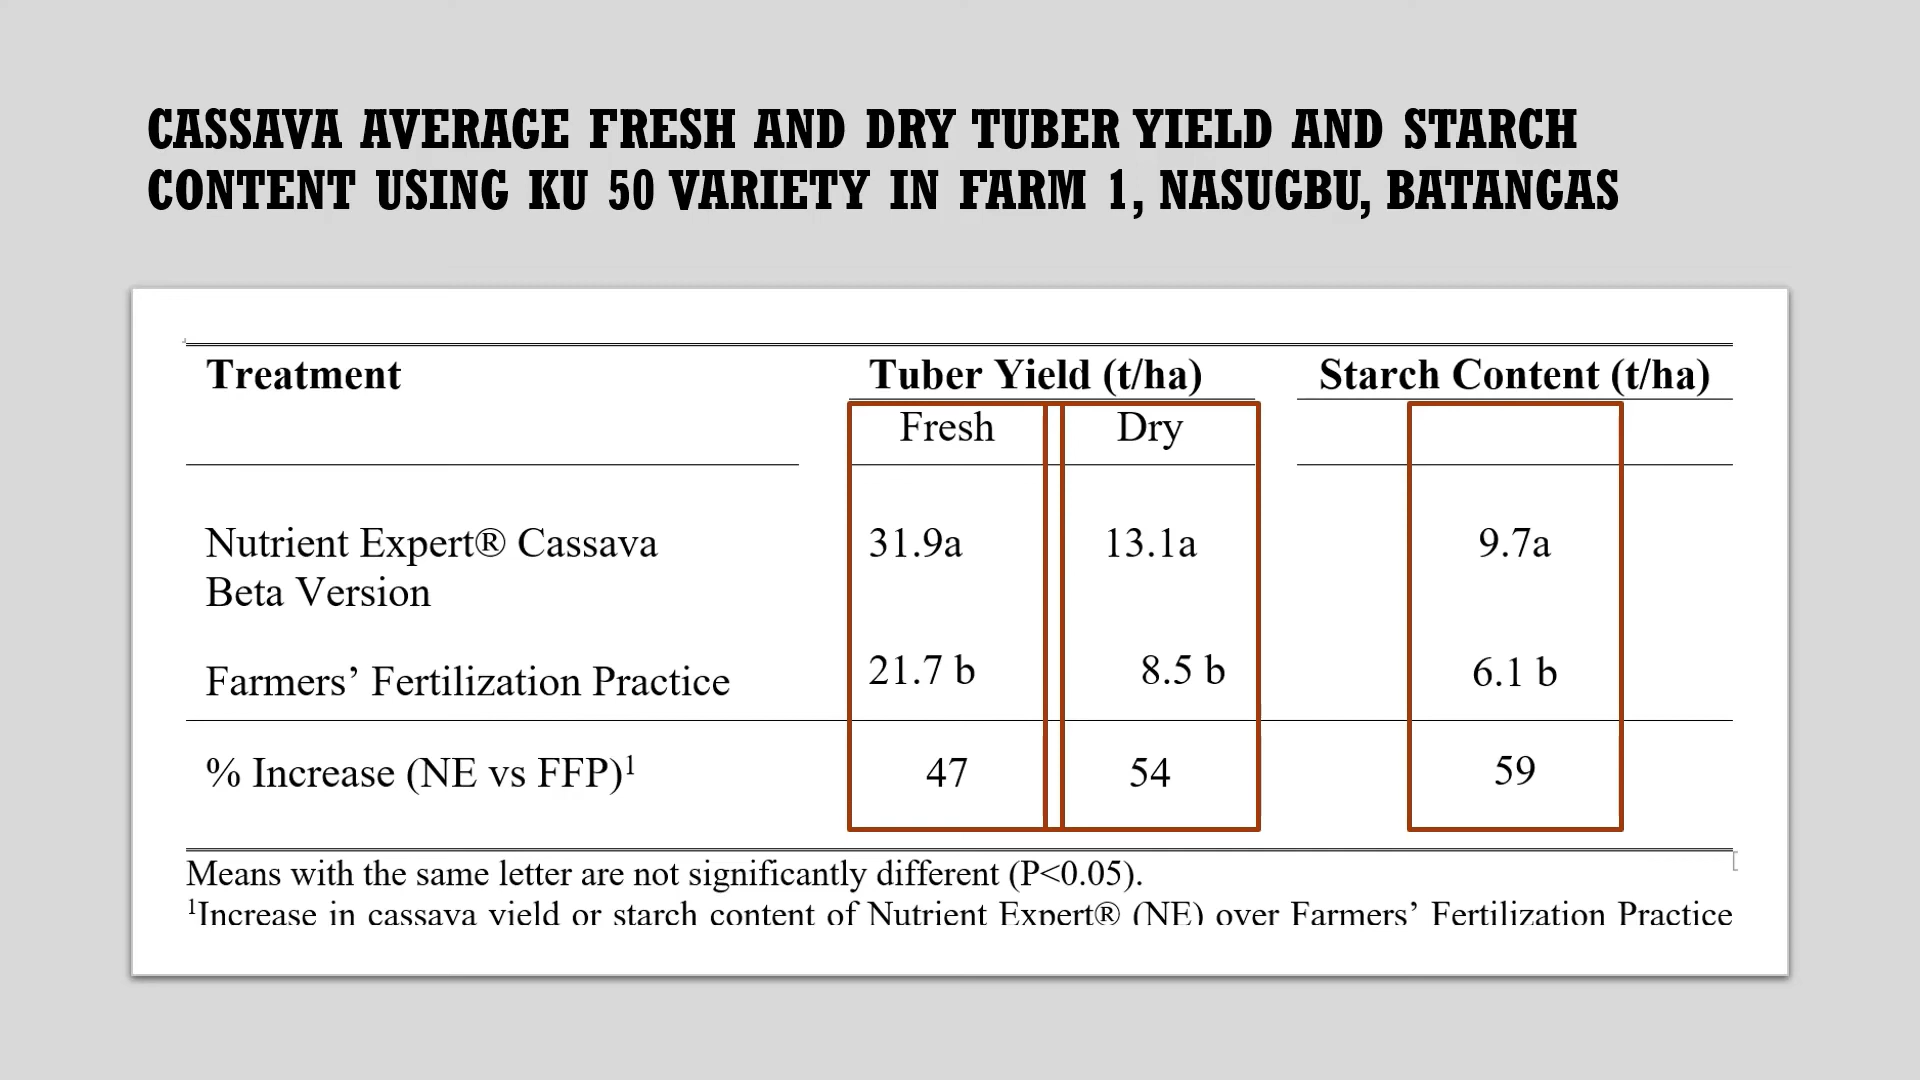 CASSAVA AVERAGE FRESH AND DRY TUBER YIELD AND STARCH
CONTENT USING KU 50 VARIETY IN FARM 1, NASUGBU, BATANGAS
Treatment Tuber Yield (t/ha) Starch Content (t/ha)
Fresh Dry
Nutrient Expert® Cassava 31.9a 13.1a 9.7a
Beta Version
Farmers’ Fertilization Practice 21.7 b 8.5 b 6.1 b
% Increase (NE vs FFP)¹ 47 54 59
Means with the same letter are not significantly different (P<0.05).
¹Increase in cassava yield or starch content of Nutrient Expert® (NE) over Farmers’ Fertilization Practice